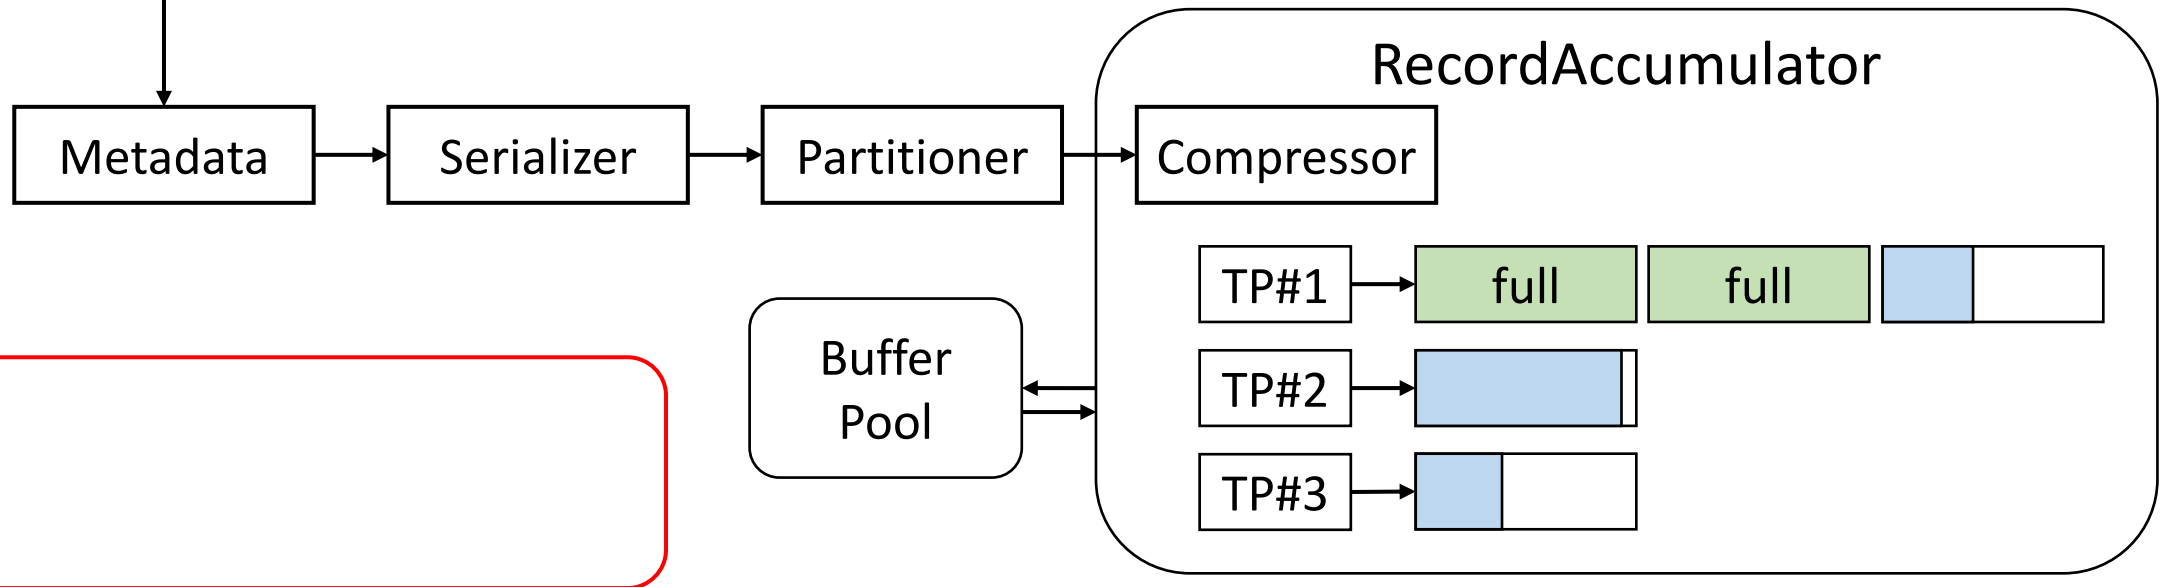 RecordAccumulator
Metadata
Serializer
Partitioner
Compressor
TP#1
full
full
Buffer
Pool
TP#2
TP#3